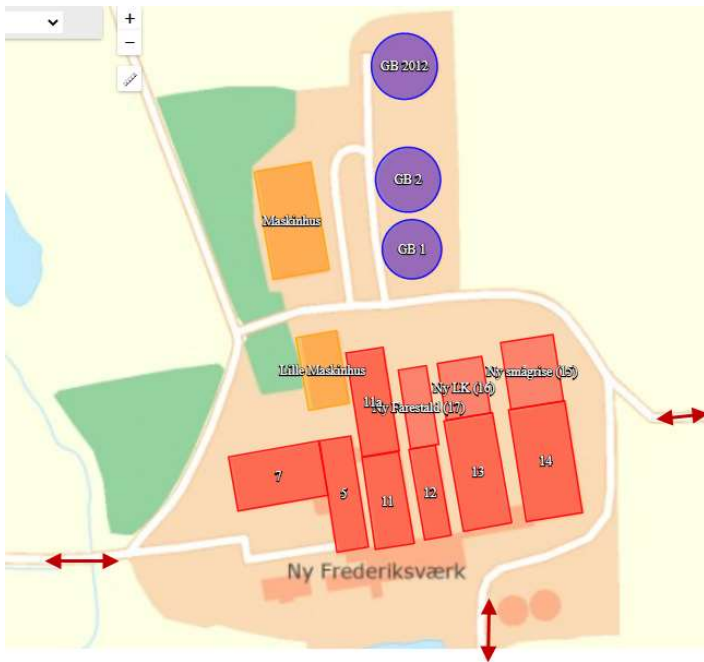 +
−
GB 2012
GB 2
GB 1
Maskinhus
Lille Maskinhus
11a
Ny Farestald (17)
Ny LK (16)
Ny smågrise (15)
7
5
11
12
13
14
Ny Frederiksværk